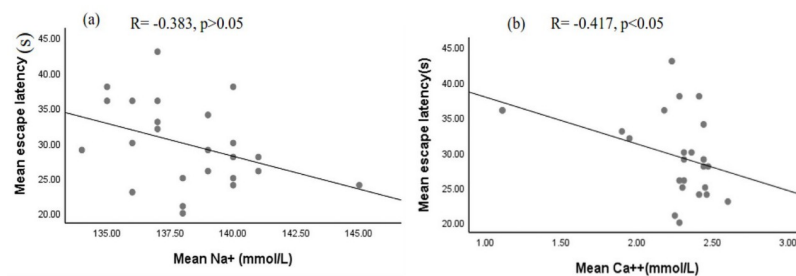 (a) R= -0.383, p>0.05
Mean escape latency (s)
45.00
40.00
35.00
30.00
25.00
20.00
135.00 137.50 140.00 142.50 145.00
Mean Na+ (mmol/L)
(b) R= -0.417, p<0.05
Mean escape latency(s)
45.00
40.00
35.00
30.00
25.00
20.00
1.00 1.50 2.00 2.50 3.00
Mean Ca++(mmol/L)